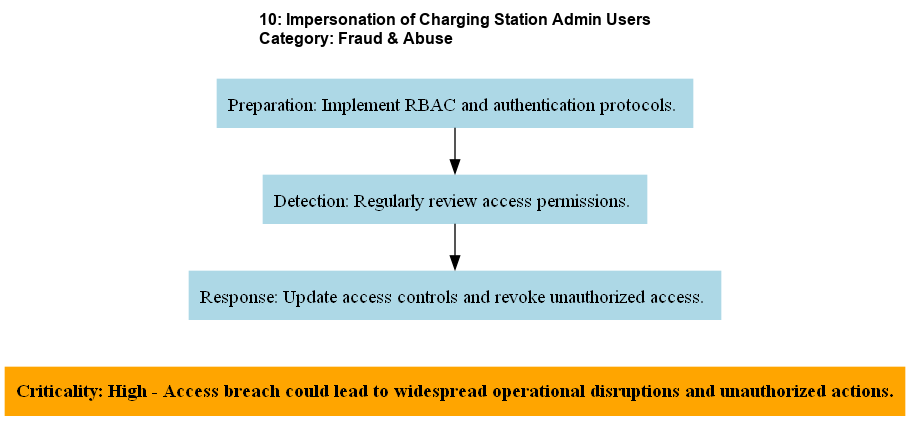 10: Impersonation of Charging Station Admin Users
Category: Fraud & Abuse
Preparation: Implement RBAC and authentication protocols.
Detection: Regularly review access permissions.
Response: Update access controls and revoke unauthorized access.
Criticality: High - Access breach could lead to widespread operational disruptions and unauthorized actions.